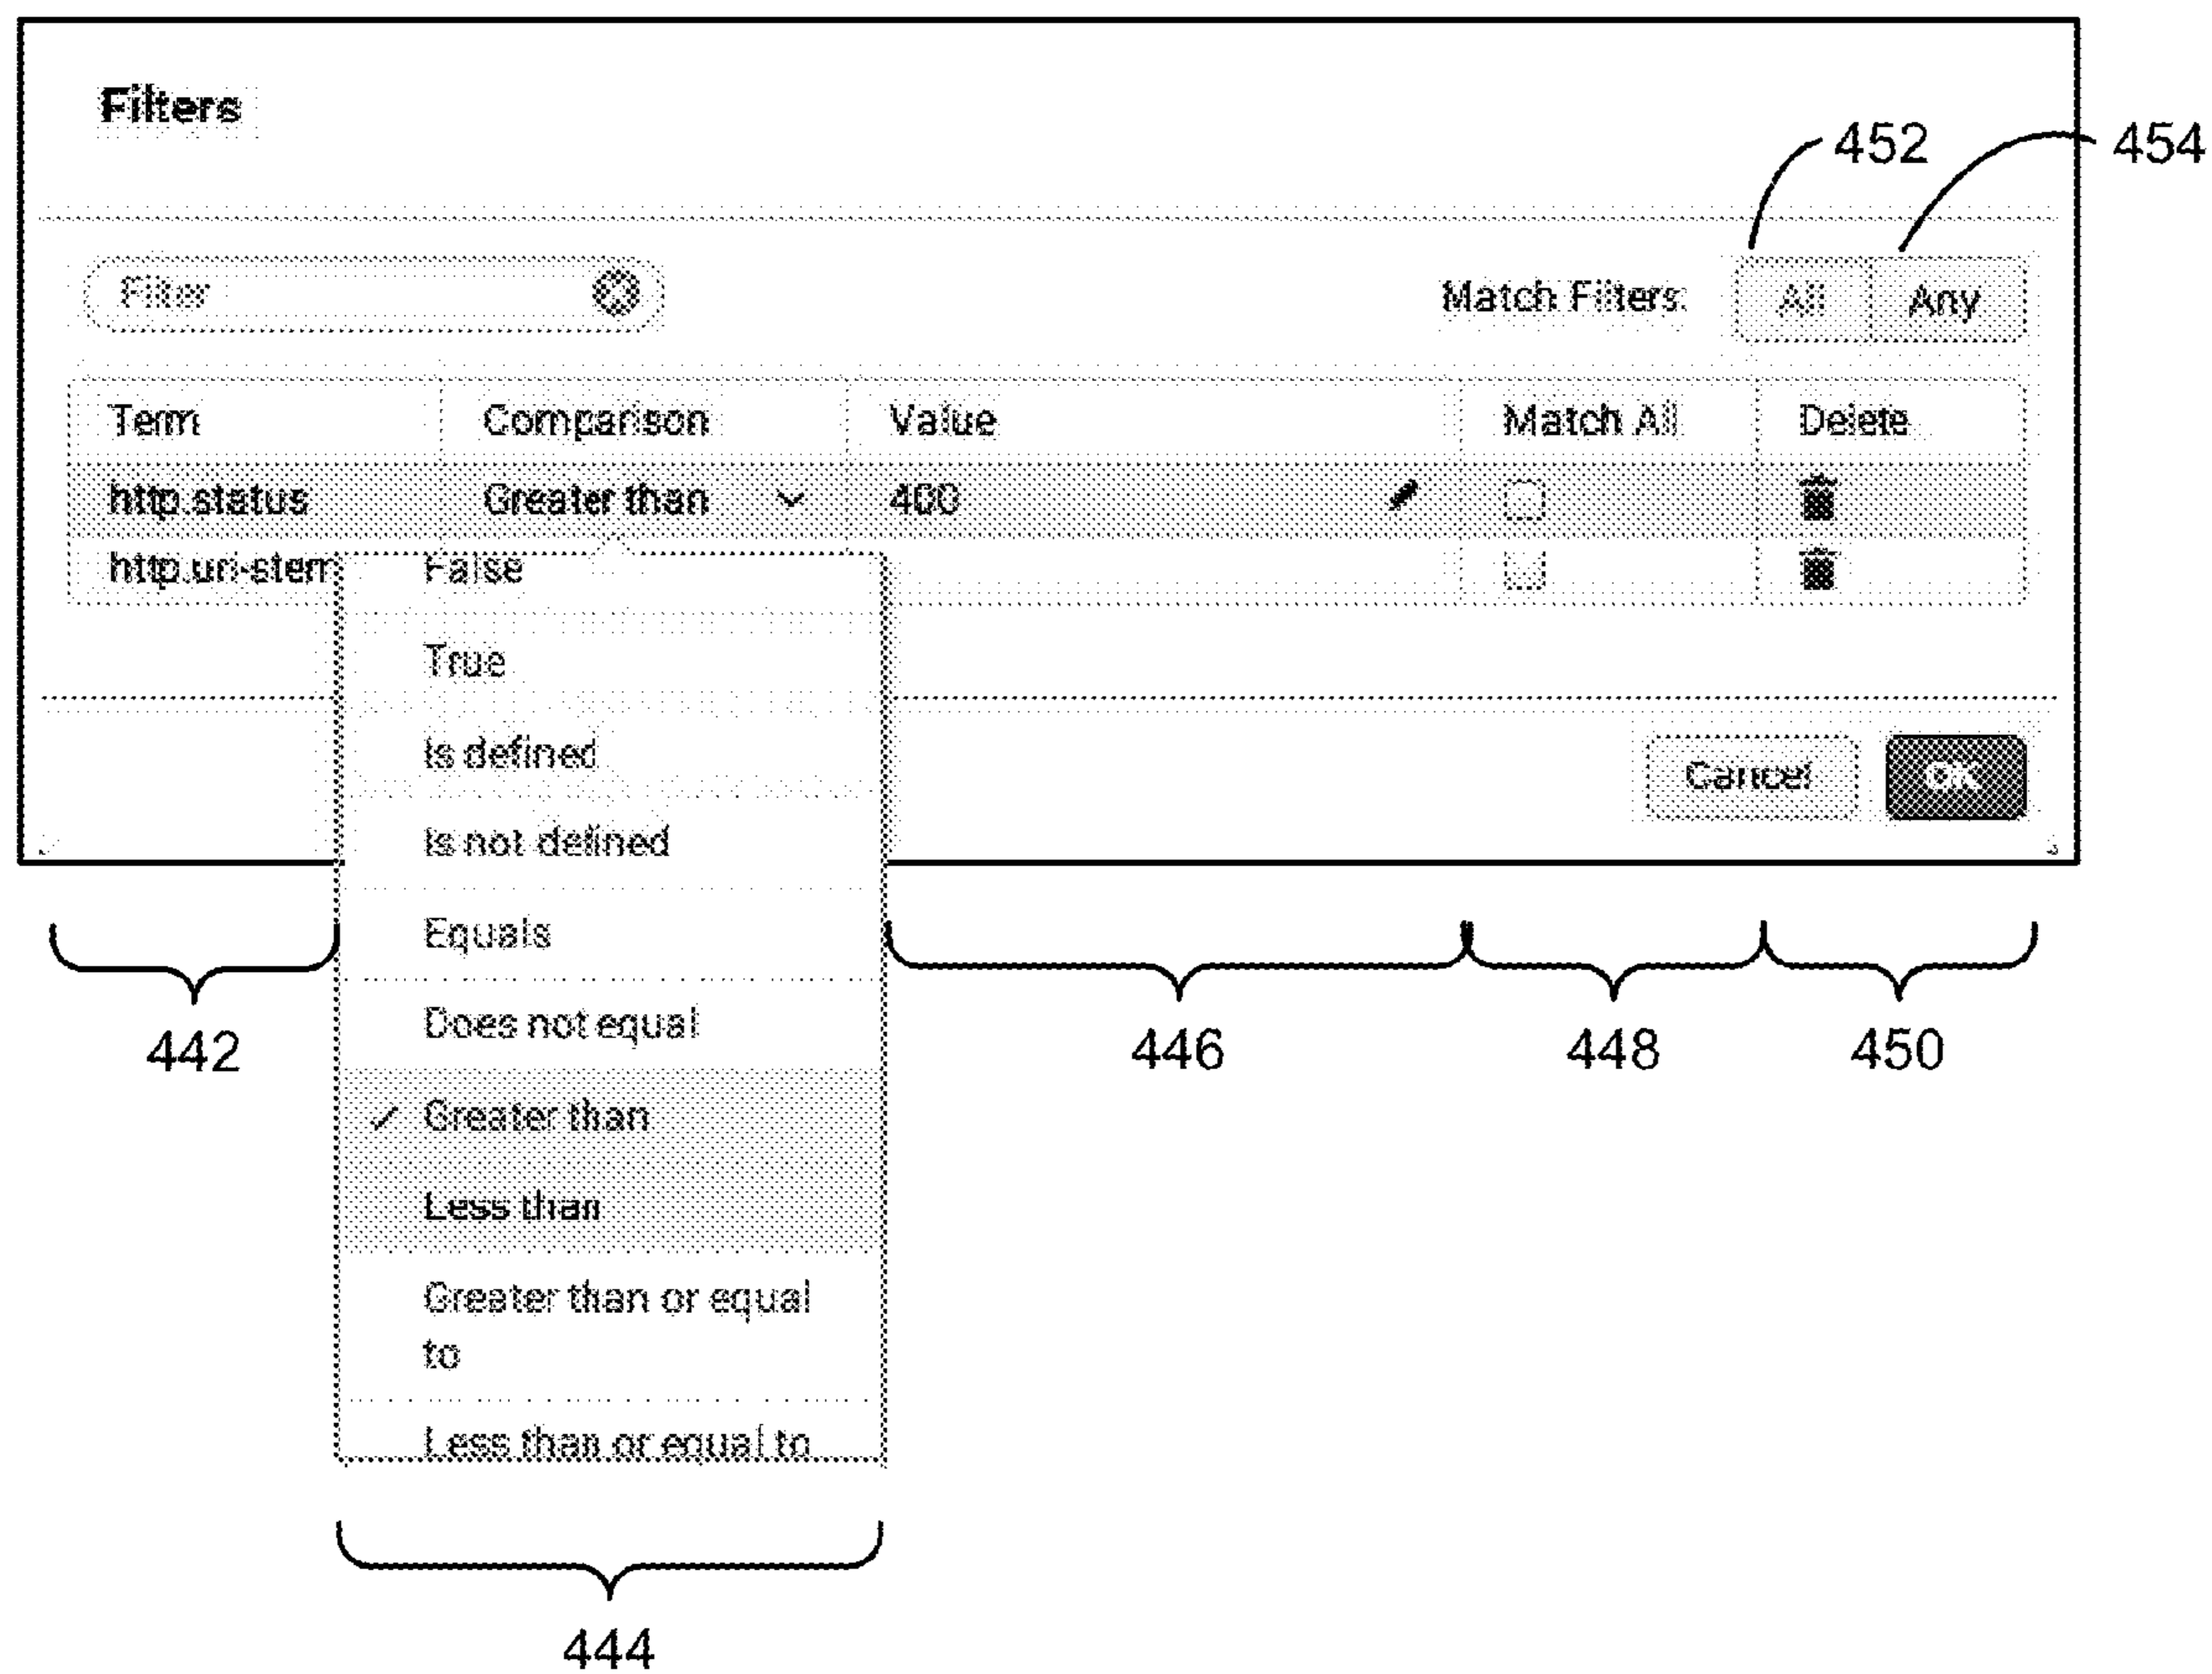 Filters
452
454
Filter
Match Filters:
All
Any
Term
Comparison
Value
Match All
Delete
http.status
Greater than
400
http.uri-stem
False
True
Is defined
Is not defined
Equals
Does not equal
Greater than
Less than
Greater than or equal
to
Less than or equal to
Cancel
OK
442
446
448
450
444